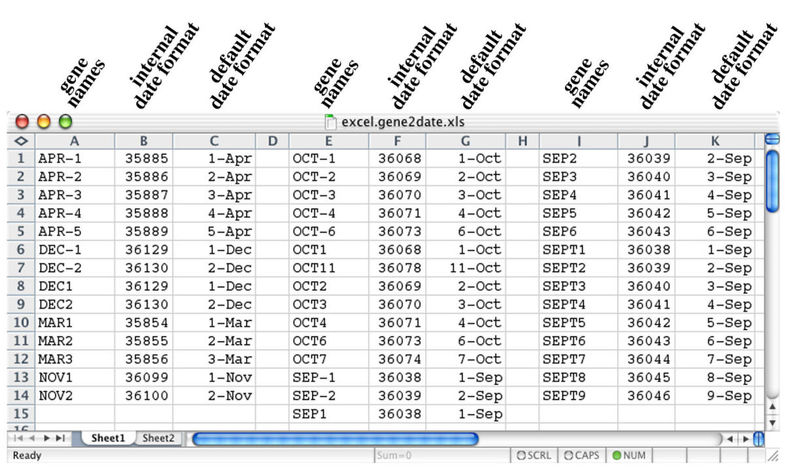 gene names internal date format default date format gene names internal date format default date format gene names internal date format default date format
excel.gene2date.xls
A B C D E F G H I J K
1 APR-1 35885 1-Apr OCT-1 36068 1-Oct SEP2 36039 2-Sep
2 APR-2 35886 2-Apr OCT-2 36069 2-Oct SEP3 36040 3-Sep
3 APR-3 35887 3-Apr OCT-3 36070 3-Oct SEP4 36041 4-Sep
4 APR-4 35888 4-Apr OCT-4 36071 4-Oct SEP5 36042 5-Sep
5 APR-5 35889 5-Apr OCT-6 36073 6-Oct SEP6 36043 6-Sep
6 DEC-1 36129 1-Dec OCT1 36068 1-Oct SEPT1 36038 1-Sep
7 DEC-2 36130 2-Dec OCT11 36078 11-Oct SEPT2 36039 2-Sep
8 DEC1 36129 1-Dec OCT2 36069 2-Oct SEPT3 36040 3-Sep
9 DEC2 36130 2-Dec OCT3 36070 3-Oct SEPT4 36041 4-Sep
10 MAR1 35854 1-Mar OCT4 36071 4-Oct SEPT5 36042 5-Sep
11 MAR2 35855 2-Mar OCT6 36073 6-Oct SEPT6 36043 6-Sep
12 MAR3 35856 3-Mar OCT7 36074 7-Oct SEPT7 36044 7-Sep
13 NOV1 36099 1-Nov SEP-1 36038 1-Sep SEPT8 36045 8-Sep
14 NOV2 36100 2-Nov SEP-2 36039 2-Sep SEPT9 36046 9-Sep
15 SEP1 36038 1-Sep
16
Sheet1 Sheet2
Ready Sum=0 SCRL CAPS NUM